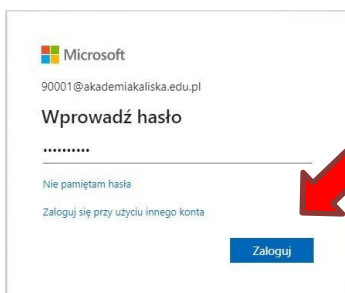 Microsoft
90001@akademiakaliska.edu.pl
Wprowadź hasło
••••••••••
Nie pamiętam hasła
Zaloguj się przy użyciu innego konta
Zaloguj